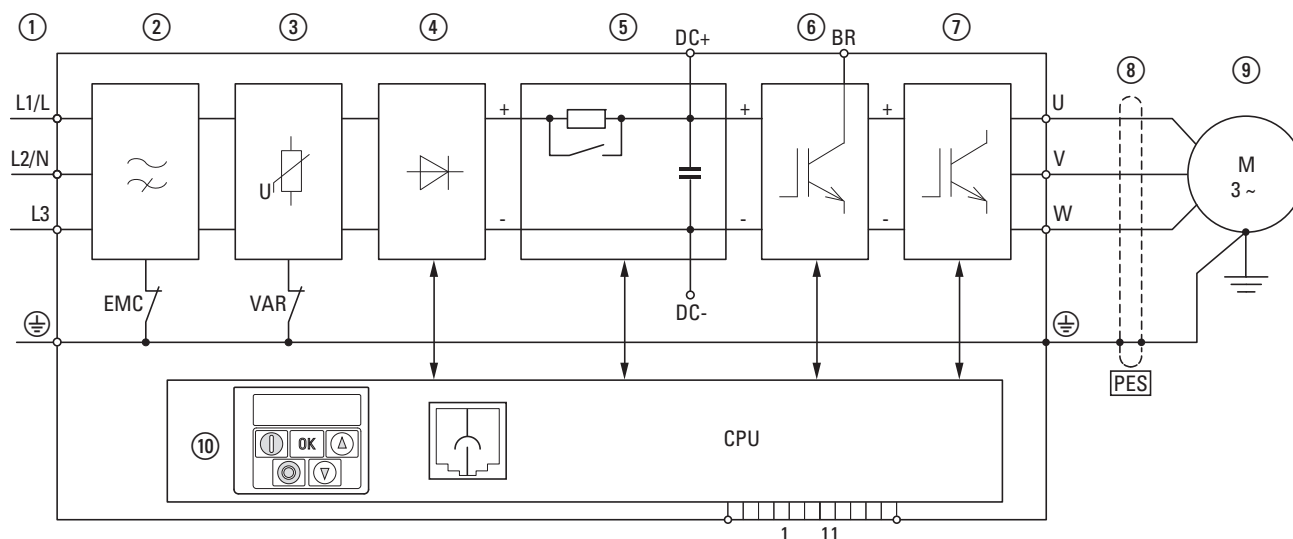 ① ② ③ ④ ⑤ DC+ ⑥ BR ⑦ ⑧ ⑨
L1/L + + + U
L2/N U V M 3 ~
L3 - - - W
EMC VAR DC-
PES
⑩ OK CPU
1 11